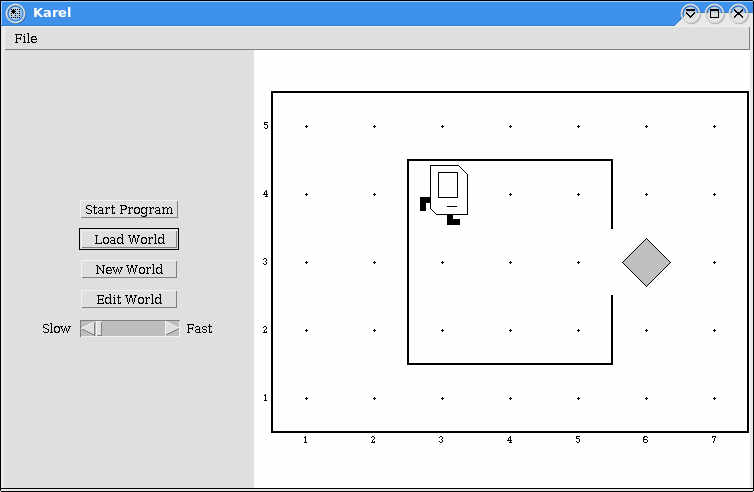 Karel
File
Start Program
Load World
New World
Edit World
Slow Fast
5
4
3
2
1
1 2 3 4 5 6 7